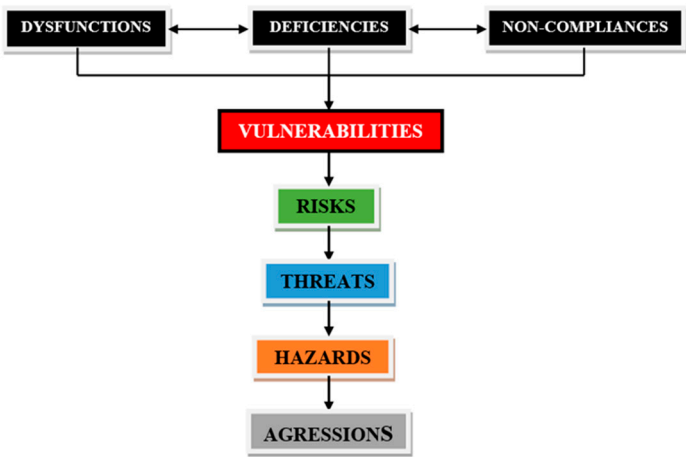 DYSFUNCTIONS
DEFICIENCIES
NON-COMPLIANCES
VULNERABILITIES
RISKS
THREATS
HAZARDS
AGRESSIONS